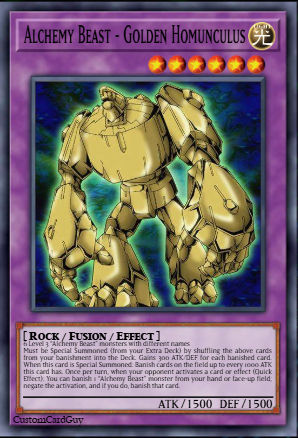 ALCHEMY BEAST - GOLDEN HOMUNCULUS
LIGHT
光
[ ROCK / FUSION / EFFECT ]
6 Level 3 "Alchemy Beast" monsters with different names
Must be Special Summoned (from your Extra Deck) by shuffling the above cards
from your banishment into the Deck. Gains 300 ATK/DEF for each banished card.
When this card is Special Summoned: Banish cards on the field up to every 1000 ATK
this card has. Once per turn, when your opponent activates a card or effect (Quick
Effect): You can banish 1 "Alchemy Beast" monster from your hand or face-up field,
negate the activation, and if you do, banish that card.
ATK / 1500 DEF / 1500
CustomCardGuy